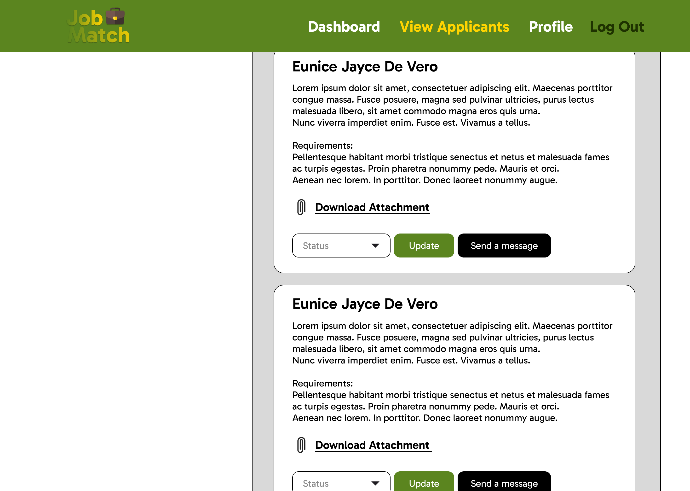 Job
Match
Dashboard View Applicants Profile Log Out
Eunice Jayce De Vero
Lorem ipsum dolor sit amet, consectetuer adipiscing elit. Maecenas porttitor
congue massa. Fusce posuere, magna sed pulvinar ultricies, purus lectus
malesuada libero, sit amet commodo magna eros quis urna.
Nunc viverra imperdiet enim. Fusce est. Vivamus a tellus.
Requirements:
Pellentesque habitant morbi tristique senectus et netus et malesuada fames
ac turpis egestas. Proin pharetra nonummy pede. Mauris et orci.
Aenean nec lorem. In porttitor. Donec laoreet nonummy augue.
Download Attachment
Status Update Send a message
Eunice Jayce De Vero
Lorem ipsum dolor sit amet, consectetuer adipiscing elit. Maecenas porttitor
congue massa. Fusce posuere, magna sed pulvinar ultricies, purus lectus
malesuada libero, sit amet commodo magna eros quis urna.
Nunc viverra imperdiet enim. Fusce est. Vivamus a tellus.
Requirements:
Pellentesque habitant morbi tristique senectus et netus et malesuada fames
ac turpis egestas. Proin pharetra nonummy pede. Mauris et orci.
Aenean nec lorem. In porttitor. Donec laoreet nonummy augue.
Download Attachment
Status Update Send a message